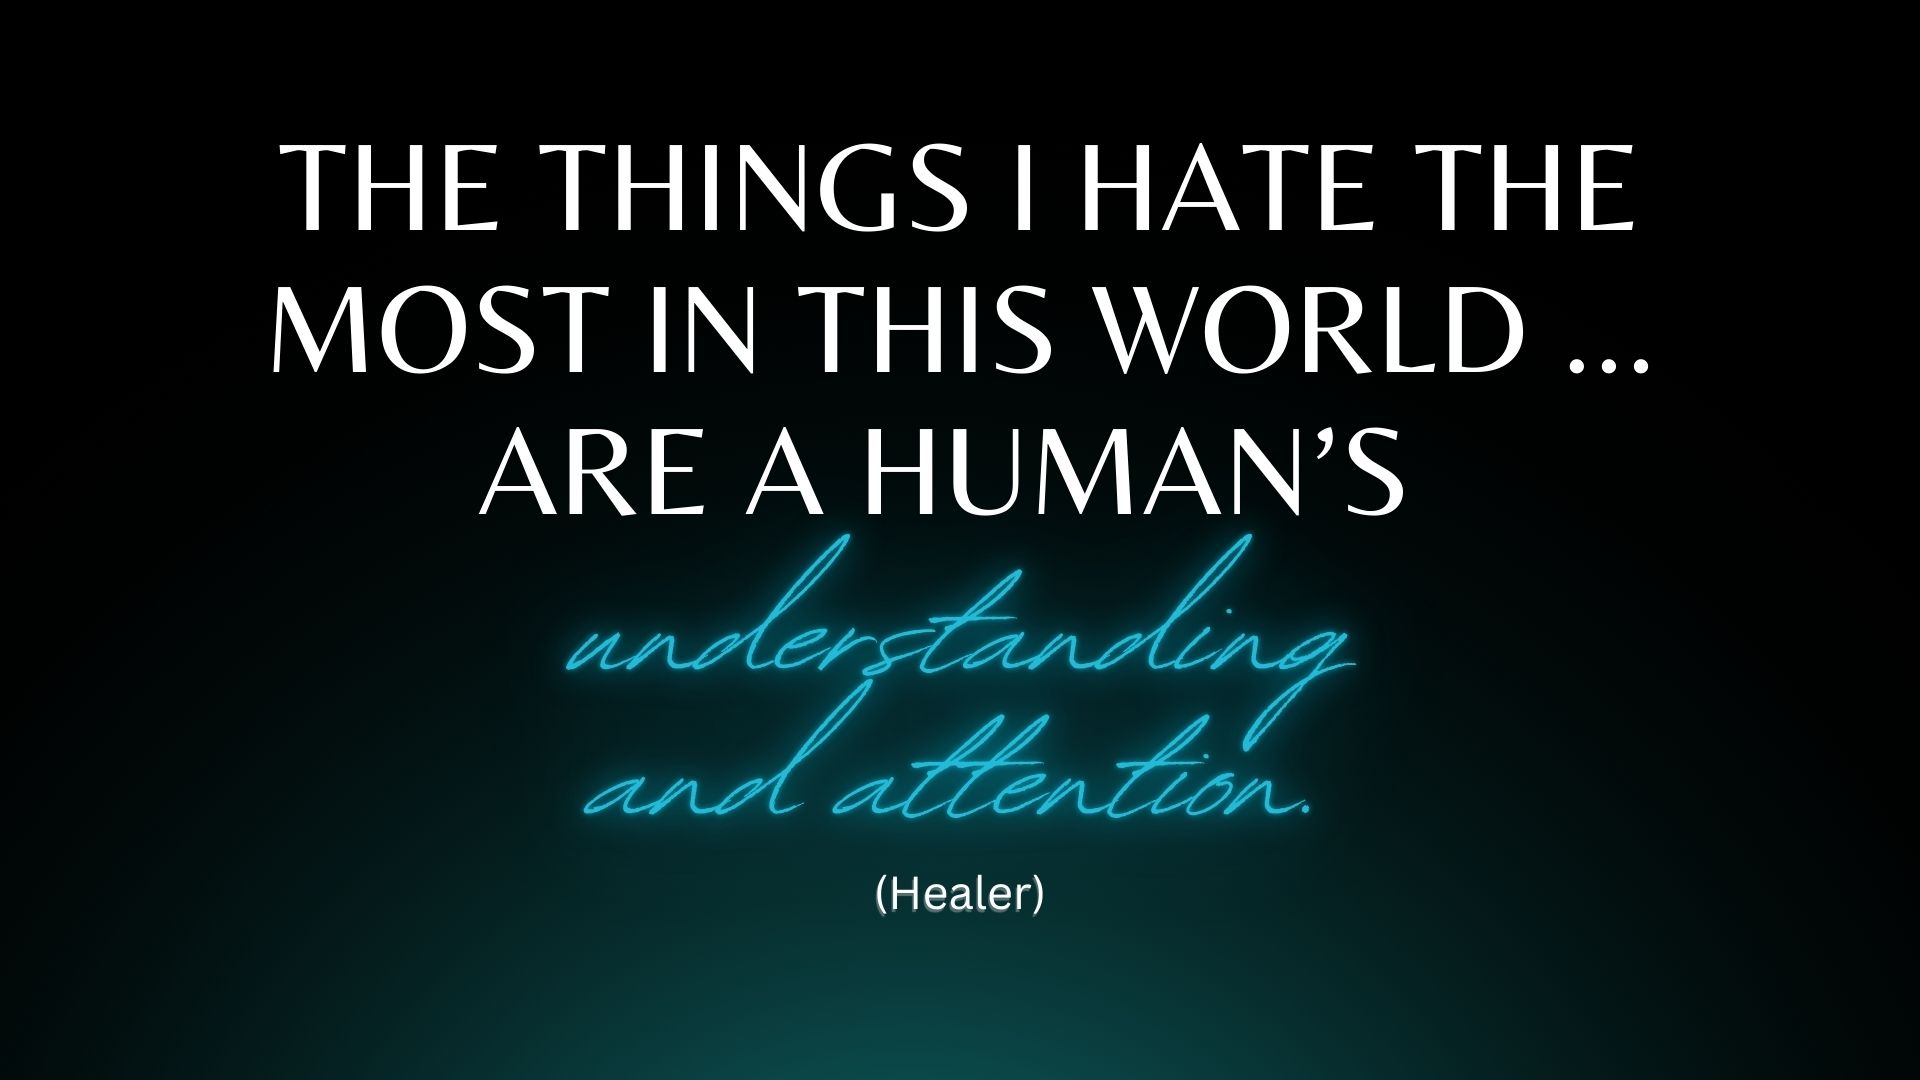 THE THINGS I HATE THE
MOST IN THIS WORLD ...
ARE A HUMAN’S
understanding
and attention.
(Healer)